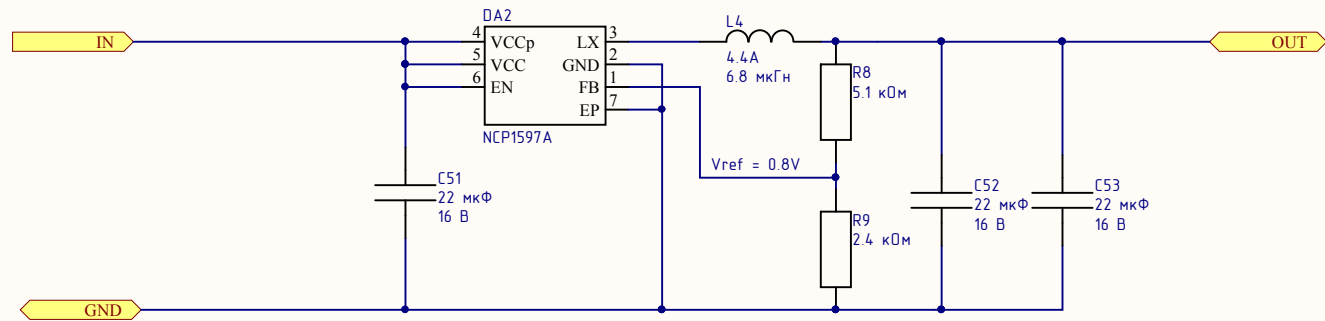 DA2
IN
4
VCCp
LX
3
5
VCC
GND
2
6
EN
FB
1
EP
7
NCP1597A
L4
4.4А
6.8 мкГн
OUT
R8
5.1 кОм
Vref = 0.8V
C51
22 мкФ
16 В
R9
2.4 кОм
C52
22 мкФ
16 В
C53
22 мкФ
16 В
GND